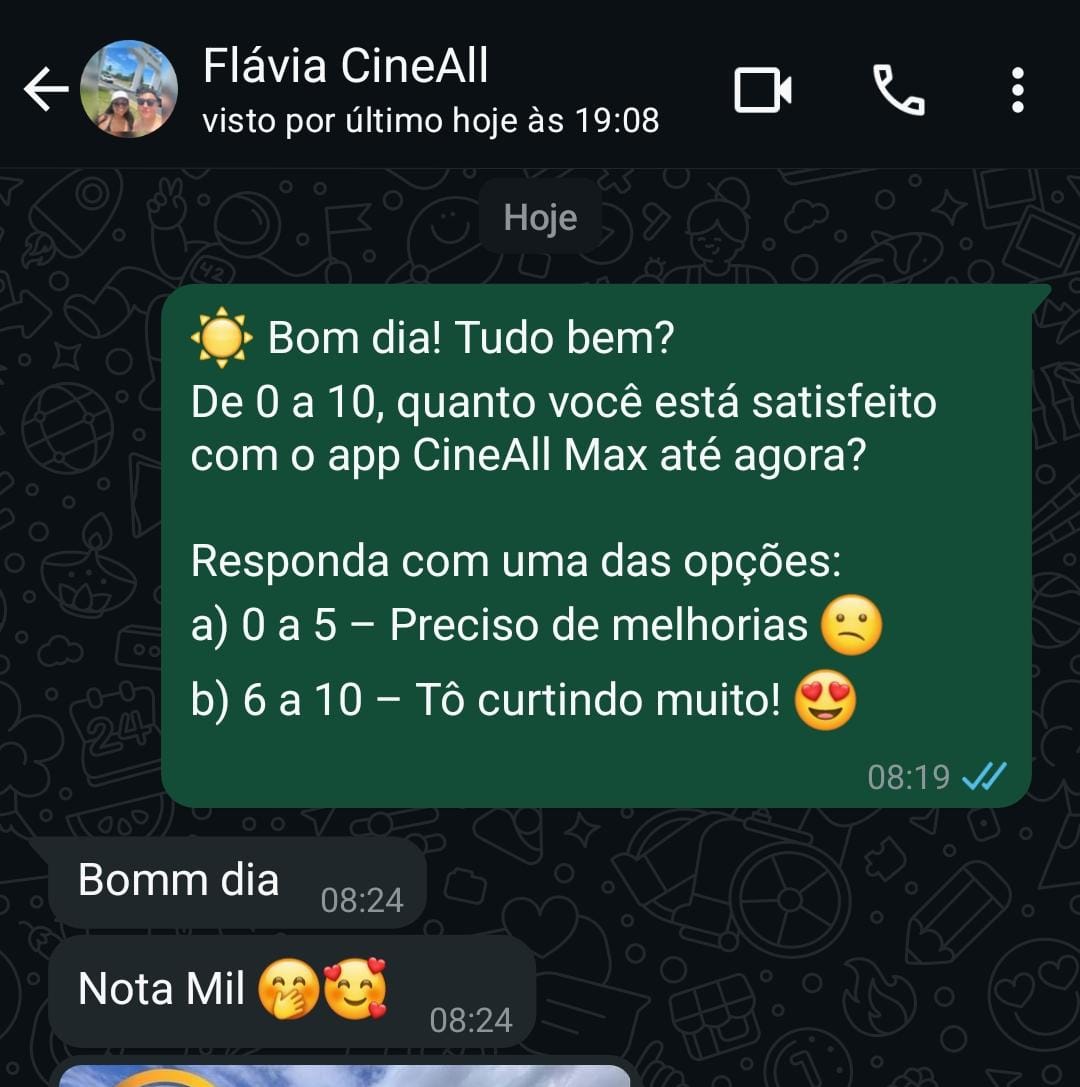 Flávia CineAll
visto por último hoje às 19:08
Hoje
☀️ Bom dia! Tudo bem?
De 0 a 10, quanto você está satisfeito
com o app CineAll Max até agora?
Responda com uma das opções:
a) 0 a 5 – Preciso de melhorias 😕
b) 6 a 10 – Tô curtindo muito! 😍
08:19
Bomm dia
08:24
Nota Mil 🤭🥰
08:24